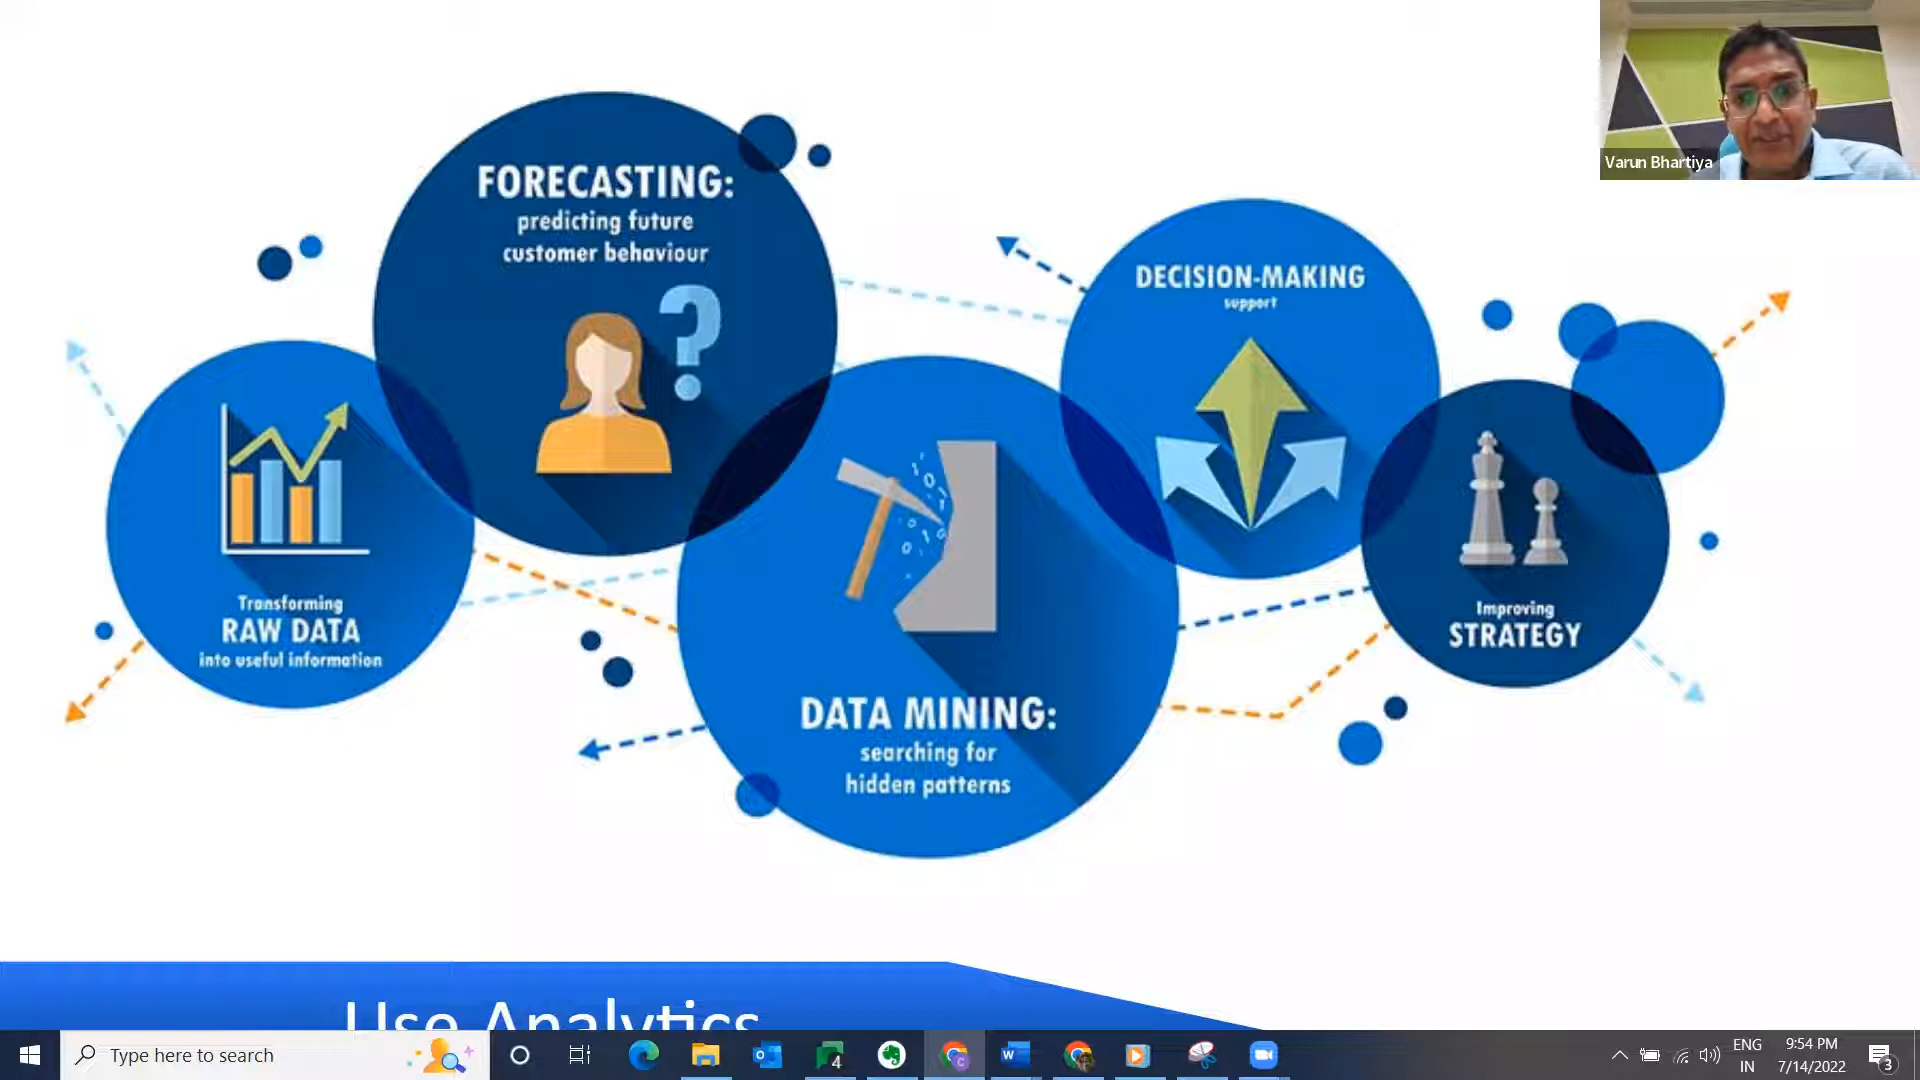 Varun Bhartiya
FORECASTING:
predicting future
customer behaviour
DECISION-MAKING
support
Transforming
RAW DATA
into useful information
DATA MINING:
searching for
hidden patterns
Improving
STRATEGY
Use Analytics
Type here to search
4
ENG
IN
9:54 PM
7/14/2022
3